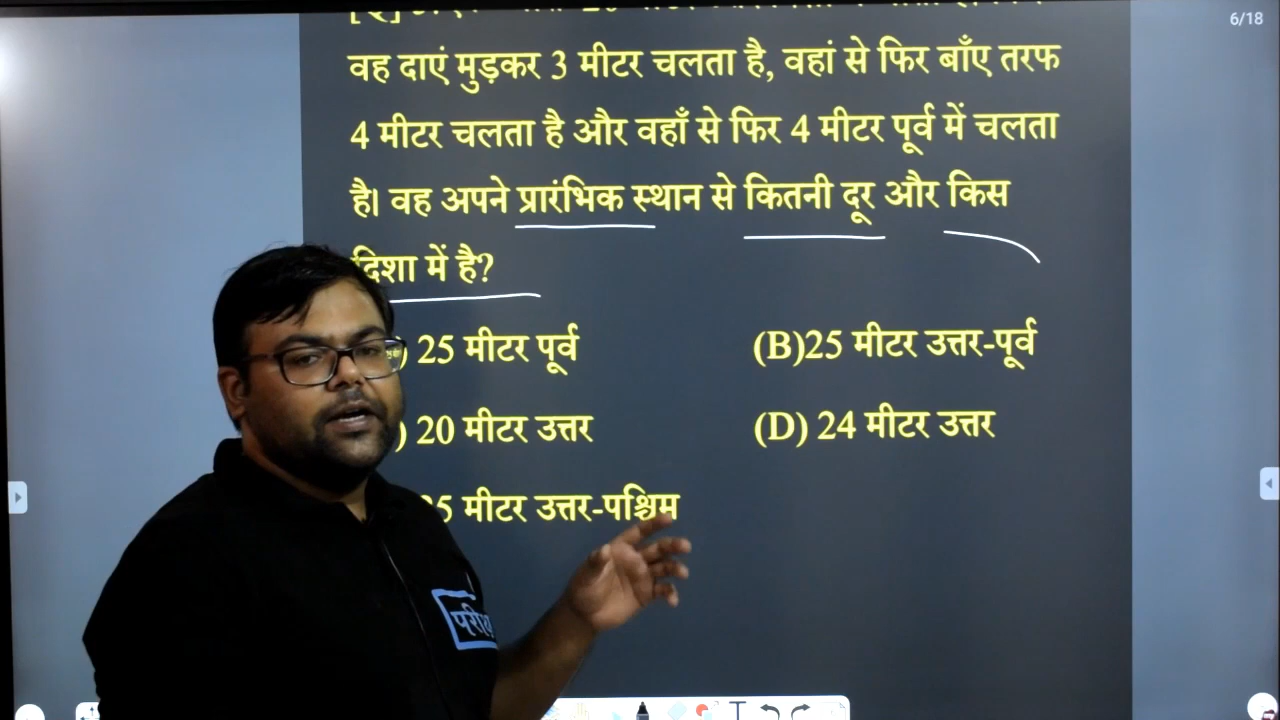 6/18
वह दाएं मुड़कर 3 मीटर चलता है, वहां से फिर बाँए तरफ
4 मीटर चलता है और वहाँ से फिर 4 मीटर पूर्व में चलता
है। वह अपने प्रारंभिक स्थान से कितनी दूर और किस
दिशा में है?
) 25 मीटर पूर्व
(B)25 मीटर उत्तर-पूर्व
) 20 मीटर उत्तर
(D) 24 मीटर उत्तर
मीटर उत्तर-पश्चिम
T